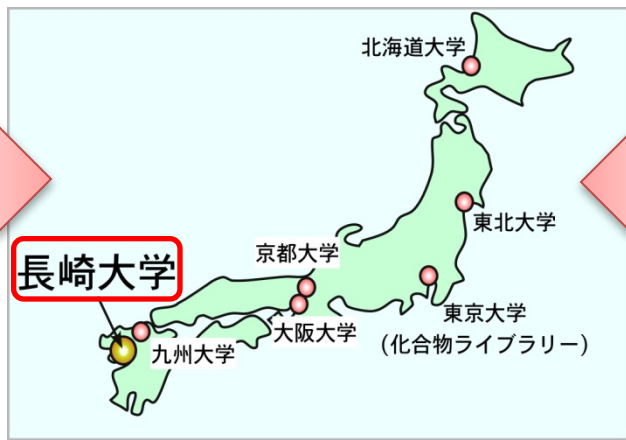 北海道大学
東北大学
京都大学
長崎大学
東京大学
(化合物ライブラリー)
大阪大学
九州大学